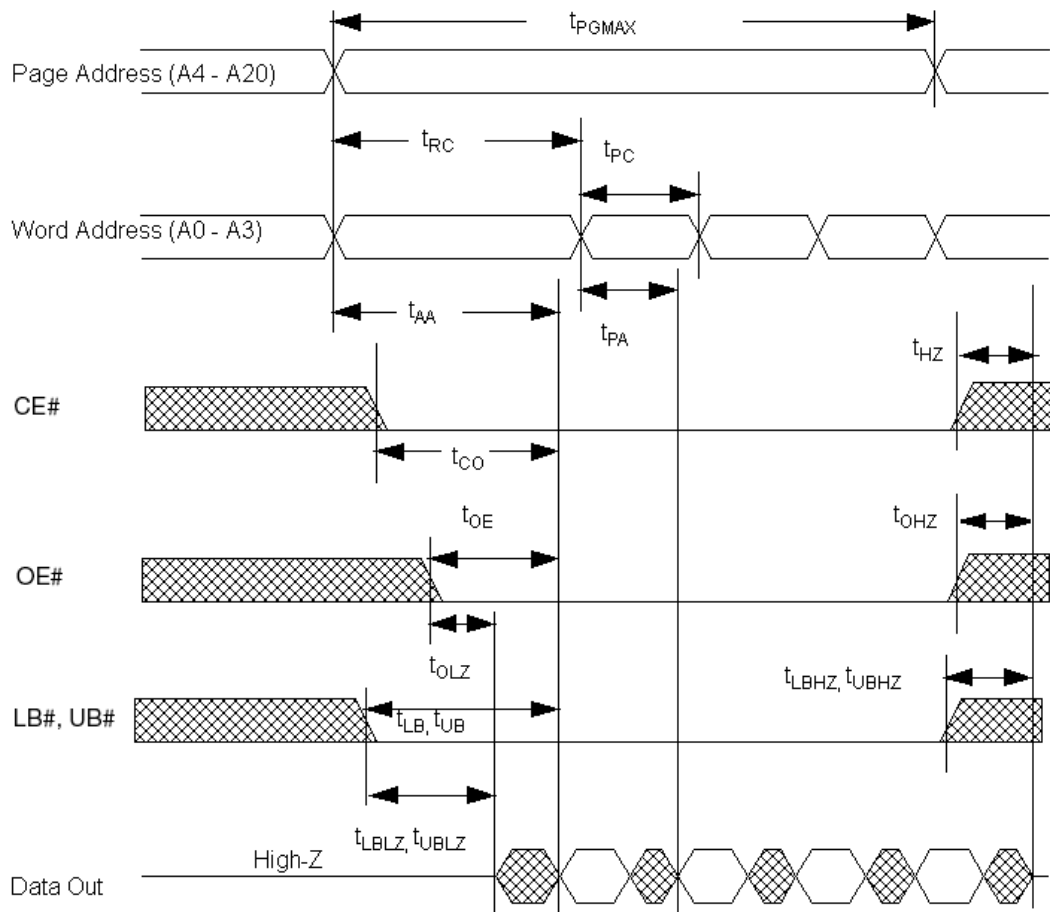 tPGMAX
Page Address (A4 - A20)
tRC
tPC
Word Address (A0 - A3)
tAA
tPA
tHZ
CE#
tCO
tOE
tOHZ
OE#
tOLZ
tLBHZ, tUBHZ
LB#, UB#
tLB, tUB
tLBLZ, tUBLZ
High-Z
Data Out